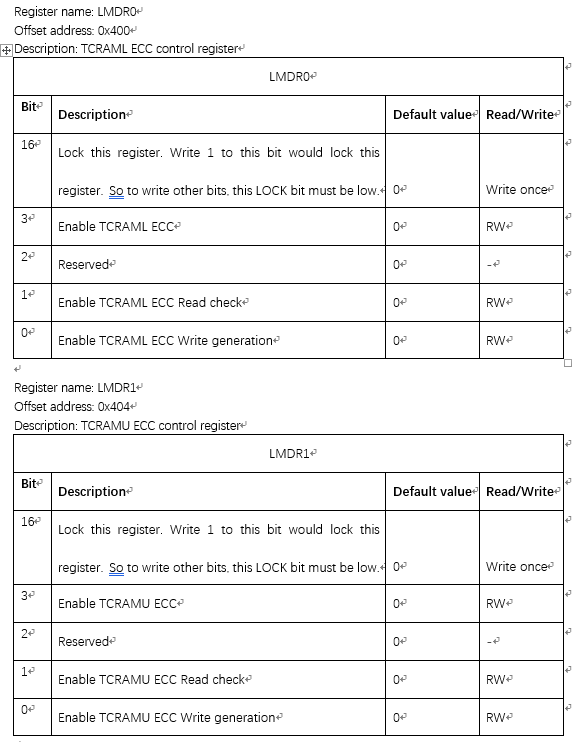 Register name: LMDR0
Offset address: 0x400
Description: TCRAML ECC control register
LMDR0
Bit Description Default value Read/Write
16 Lock this register. Write 1 to this bit would lock this
register. So to write other bits, this LOCK bit must be low. 0 Write once
3 Enable TCRAML ECC 0 RW
2 Reserved 0 -
1 Enable TCRAML ECC Read check 0 RW
0 Enable TCRAML ECC Write generation 0 RW
Register name: LMDR1
Offset address: 0x404
Description: TCRAMU ECC control register
LMDR1
Bit Description Default value Read/Write
16 Lock this register. Write 1 to this bit would lock this
register. So to write other bits, this LOCK bit must be low. 0 Write once
3 Enable TCRAMU ECC 0 RW
2 Reserved 0 -
1 Enable TCRAMU ECC Read check 0 RW
0 Enable TCRAMU ECC Write generation 0 RW